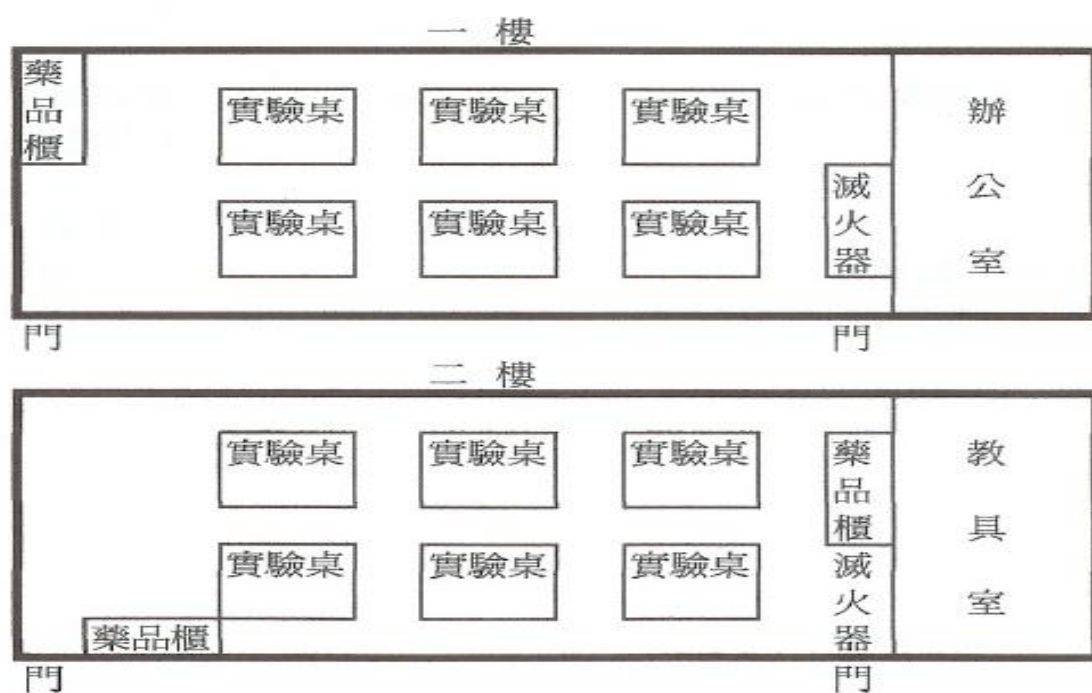 一樓
藥品櫃
實驗桌 實驗桌 實驗桌
辦公室
滅火器
實驗桌 實驗桌 實驗桌
門 門
二樓
實驗桌 實驗桌 實驗桌
藥品櫃
教具室
實驗桌 實驗桌 實驗桌
滅火器
藥品櫃
門 門